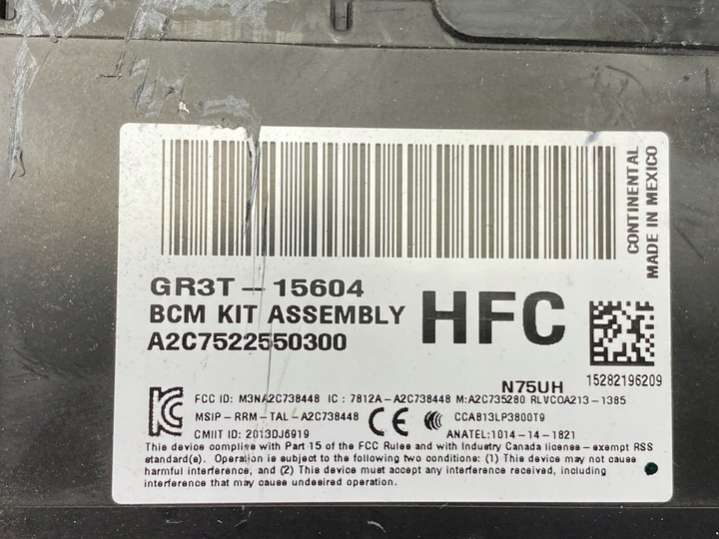 CONTINENTAL
MADE IN MEXICO
GR3T-15604
BCM KIT ASSEMBLY
A2C7522550300
HFC
15282196209
N75UH
FCC ID: M3NA2C738448 IC : 7812A-A2C738448 M:A2C735280 RLVCOA213-1385
MSIP-RRM-TAL-A2C738448
CE
CCAB13LP3800T9
CMIIT ID: 2013DJ6919
ANATEL:1014-14-1821
This device complies with Part 15 of the FCC Rules and with Industry Canada license-exempt RSS
standard(s). Operation is subject to the following two conditions: (1) This device may not cause
harmful interference, and (2) This device must accept any interference received, including
interference that may cause undesired operation.